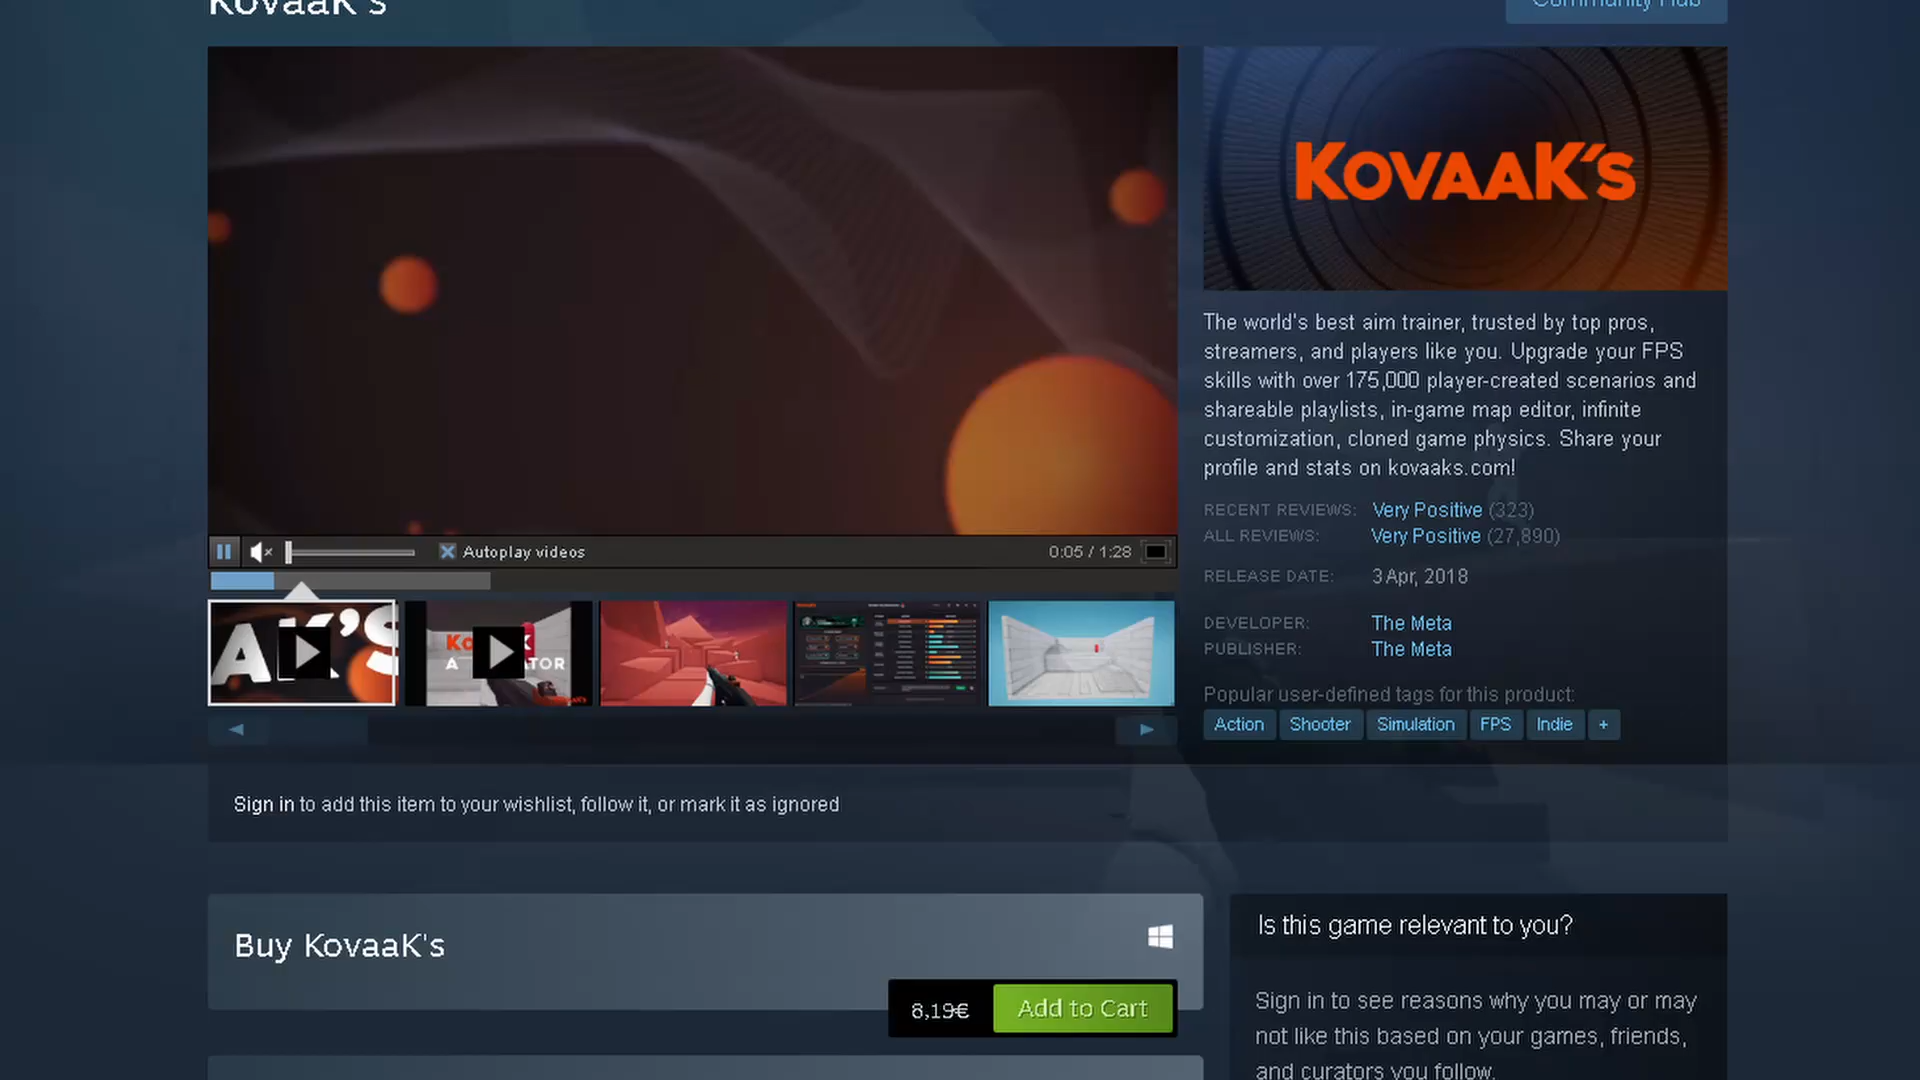 KovaaK's
Community Hub
KOVAAK'S
The world's best aim trainer, trusted by top pros,
streamers, and players like you. Upgrade your FPS
skills with over 175,000 player-created scenarios and
shareable playlists, in-game map editor, infinite
customization, cloned game physics. Share your
profile and stats on kovaaks.com!
RECENT REVIEWS: Very Positive (323)
ALL REVIEWS: Very Positive (27,890)
RELEASE DATE: 3 Apr, 2018
DEVELOPER: The Meta
PUBLISHER: The Meta
Popular user-defined tags for this product:
Action Shooter Simulation FPS Indie +
Autoplay videos 0:05 / 1:28
Sign in to add this item to your wishlist, follow it, or mark it as ignored
Buy KovaaK's
8,19€ Add to Cart
Is this game relevant to you?
Sign in to see reasons why you may or may
not like this based on your games, friends,
and curators you follow.